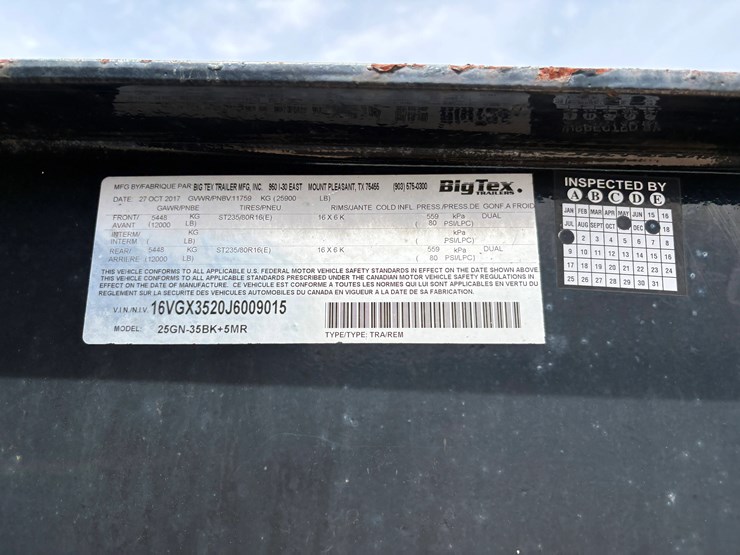 MFG BY/FABRIQUE PAR: BIG TEX TRAILER MFG, INC. 950 I-30 EAST MOUNT PLEASANT, TX 75455 (903) 575-0300 BigTex. TRAILERS
DATE: 27 OCT 2017 GVWR/PNBV:11759 KG (25900 LB)
GAWR/PNBE TIRES/PNEU RIMS/JANTE COLD INFL. PRESS/PRESS.DE GONF A FROID
FRONT/ 5448 KG ST235/80R16(E) 16 X 6 K 559 kPa DUAL
AVANT (12000 LB) ( 80 PSI/LPC)
INTERM/ KG kPa
INTERM ( LB) ( PSI/LPC)
REAR/ 5448 KG ST235/80R16(E) 16 X 6 K 559 kPa DUAL
ARRIERE (12000 LB) ( 80 PSI/LPC)
THIS VEHICLE CONFORMS TO ALL APPLICABLE U.S. FEDERAL MOTOR VEHICLE SAFETY STANDARDS IN EFFECT ON THE DATE OF MANUFACTURE SHOWN ABOVE.
THIS VEHICLE CONFORMS TO ALL APPLICABLE STANDARDS PRESCRIBED UNDER THE CANADIAN MOTOR VEHICLE SAFETY REGULATIONS IN
EFFECT ON THE DATE OF MANUFACTURE. CE VEHICULE EST CONFORME A TOUTES LES NORMES QUI LUI SONT APPLICABLES EN VERTU DU
REGLEMENT SUR LA SECURITE DES VEHICULES AUTOMOBILES DU CANADA EN VIGUEUR A LA DATE DE SA FABRICATION.
V.I.N./N.I.V. 16VGX3520J6009015
MODEL: 25GN-35BK+5MR TYPE/TYPE: TRA/REM
INSPECTED BY
A B C D E
JAN FEB MAR APR MAY JUN 15 16
JUL AUG SEPT OCT DEC 18
2 3 4 5 6 7 8
9 10 11 12 13 14 15 16
17 18 19 20 21 22 23 24
25 26 27 28 29 30 31